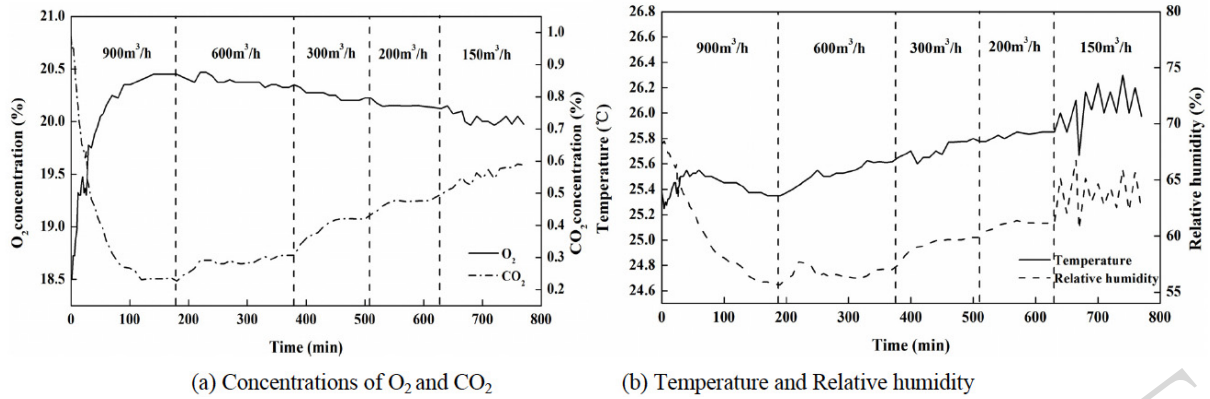 21.0
20.5
20.0
19.5
19.0
18.5
O2concentration (%)
900m³/h
600m³/h
300m³/h
200m³/h
150m³/h
1.0
0.9
0.8
0.7
0.6
0.5
0.4
0.3
0.2
CO2concentration (%)
O2
CO2
0 100 200 300 400 500 600 700 800
Time (min)
(a) Concentrations of O2 and CO2
26.8
26.6
26.4
26.2
26.0
25.8
25.6
25.4
25.2
25.0
24.8
24.6
Temperature (℃)
900m³/h
600m³/h
300m³/h
200m³/h
150m³/h
80
75
70
65
60
55
Relative humidity (%)
Temperature
Relative humidity
0 100 200 300 400 500 600 700 800
Time (min)
(b) Temperature and Relative humidity